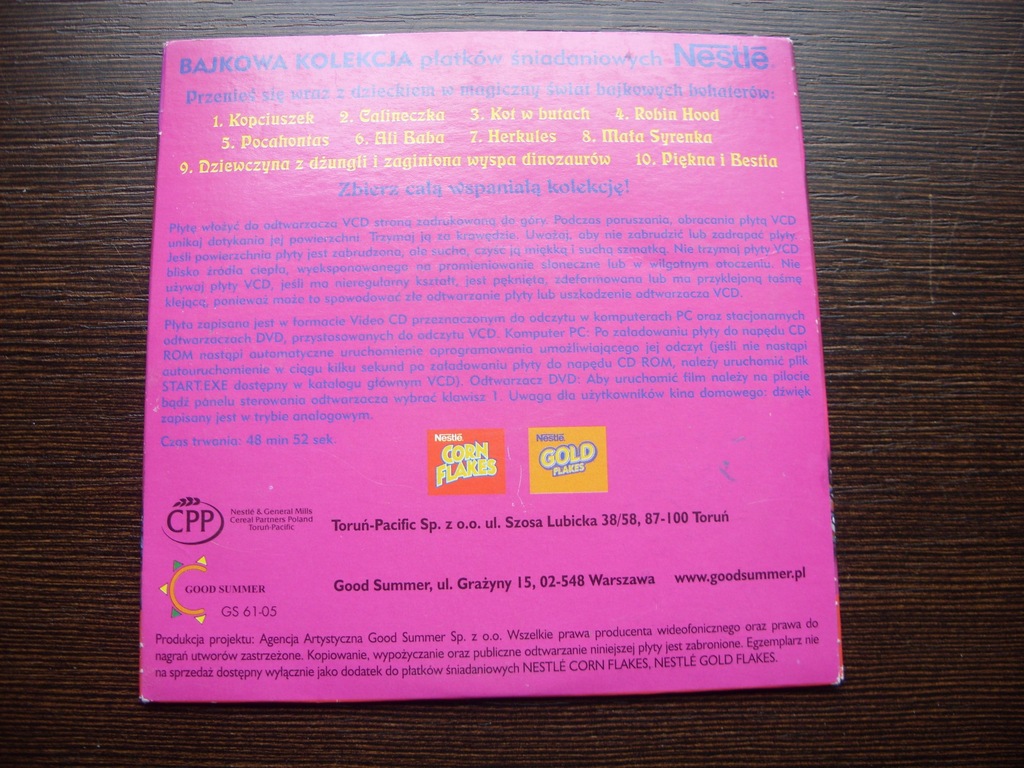 BAJKOWA KOLEKCJA płatków śniadaniowych Nestlé®
Przenieś się wraz z dzieckiem w magiczny świat bajkowych bohaterów:
1. Kopciuszek 2. Calineczka 3. Kot w butach 4. Robin Hood
5. Pocahontas 6. Ali Baba 7. Herkules 8. Mała Syrenka
9. Dziewczyna z dżungli i zaginiona wyspa dinozaurów 10. Piękna i Bestia
Zbierz całą wspaniałą kolekcję!
Płytę włożyć do odtwarzacza VCD stroną zadrukowaną do góry. Podczas poruszania, obracania płytą VCD
unikaj dotykania jej powierzchni. Trzymaj ją za krawędzie. Uważaj, aby nie zabrudzić lub zadrapać płyty.
Jeśli powierzchnia płyty jest zabrudzona, ale sucha, czyść ją miękką i suchą szmatką. Nie trzymaj płyty VCD
blisko źródła ciepła, wyeksponowanego na promieniowanie słoneczne lub w wilgotnym otoczeniu. Nie
używaj płyty VCD, jeśli ma nieregularny kształt, jest pęknięta, zdeformowana lub ma przyklejoną taśmę
klejącą, ponieważ może to spowodować złe odtwarzanie płyty lub uszkodzenie odtwarzacza VCD.
Płyta zapisana jest w formacie Video CD przeznaczonym do odczytu w komputerach PC oraz stacjonarnych
odtwarzaczach DVD, przystosowanych do odczytu VCD. Komputer PC: Po załadowaniu płyty do napędu CD
ROM nastąpi automatyczne uruchomienie oprogramowania umożliwiającego jej odczyt (jeśli nie nastąpi
autouruchomienie w ciągu kilku sekund po załadowaniu płyty do napędu CD ROM, należy uruchomić plik
START.EXE dostępny w katalogu głównym VCD). Odtwarzacz DVD: Aby uruchomić film należy na pilocie
bądź panelu sterowania odtwarzacza wybrać klawisz 1. Uwaga dla użytkowników kina domowego: dźwięk
zapisany jest w trybie analogowym.
Czas trwania: 48 min 52 sek.
Nestlé CORN FLAKES
Nestlé GOLD FLAKES
CPP
Nestlé & General Mills
Cereal Partners Poland
Toruń-Pacific
Toruń-Pacific Sp. z o.o. ul. Szosa Lubicka 38/58, 87-100 Toruń
GOOD SUMMER
GS 61-05
Good Summer, ul. Grażyny 15, 02-548 Warszawa www.goodsummer.pl
Produkcja projektu: Agencja Artystyczna Good Summer Sp. z o.o. Wszelkie prawa producenta wideofonicznego oraz prawa do
nagrań utworów zastrzeżone. Kopiowanie, wypożyczanie oraz publiczne odtwarzanie niniejszej płyty jest zabronione. Egzemplarz nie
na sprzedaż dostępny wyłącznie jako dodatek do płatków śniadaniowych NESTLÉ CORN FLAKES, NESTLÉ GOLD FLAKES.